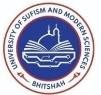 UNIVERSITY OF SUFISM AND MODERN SCIENCES
BHITSHAH